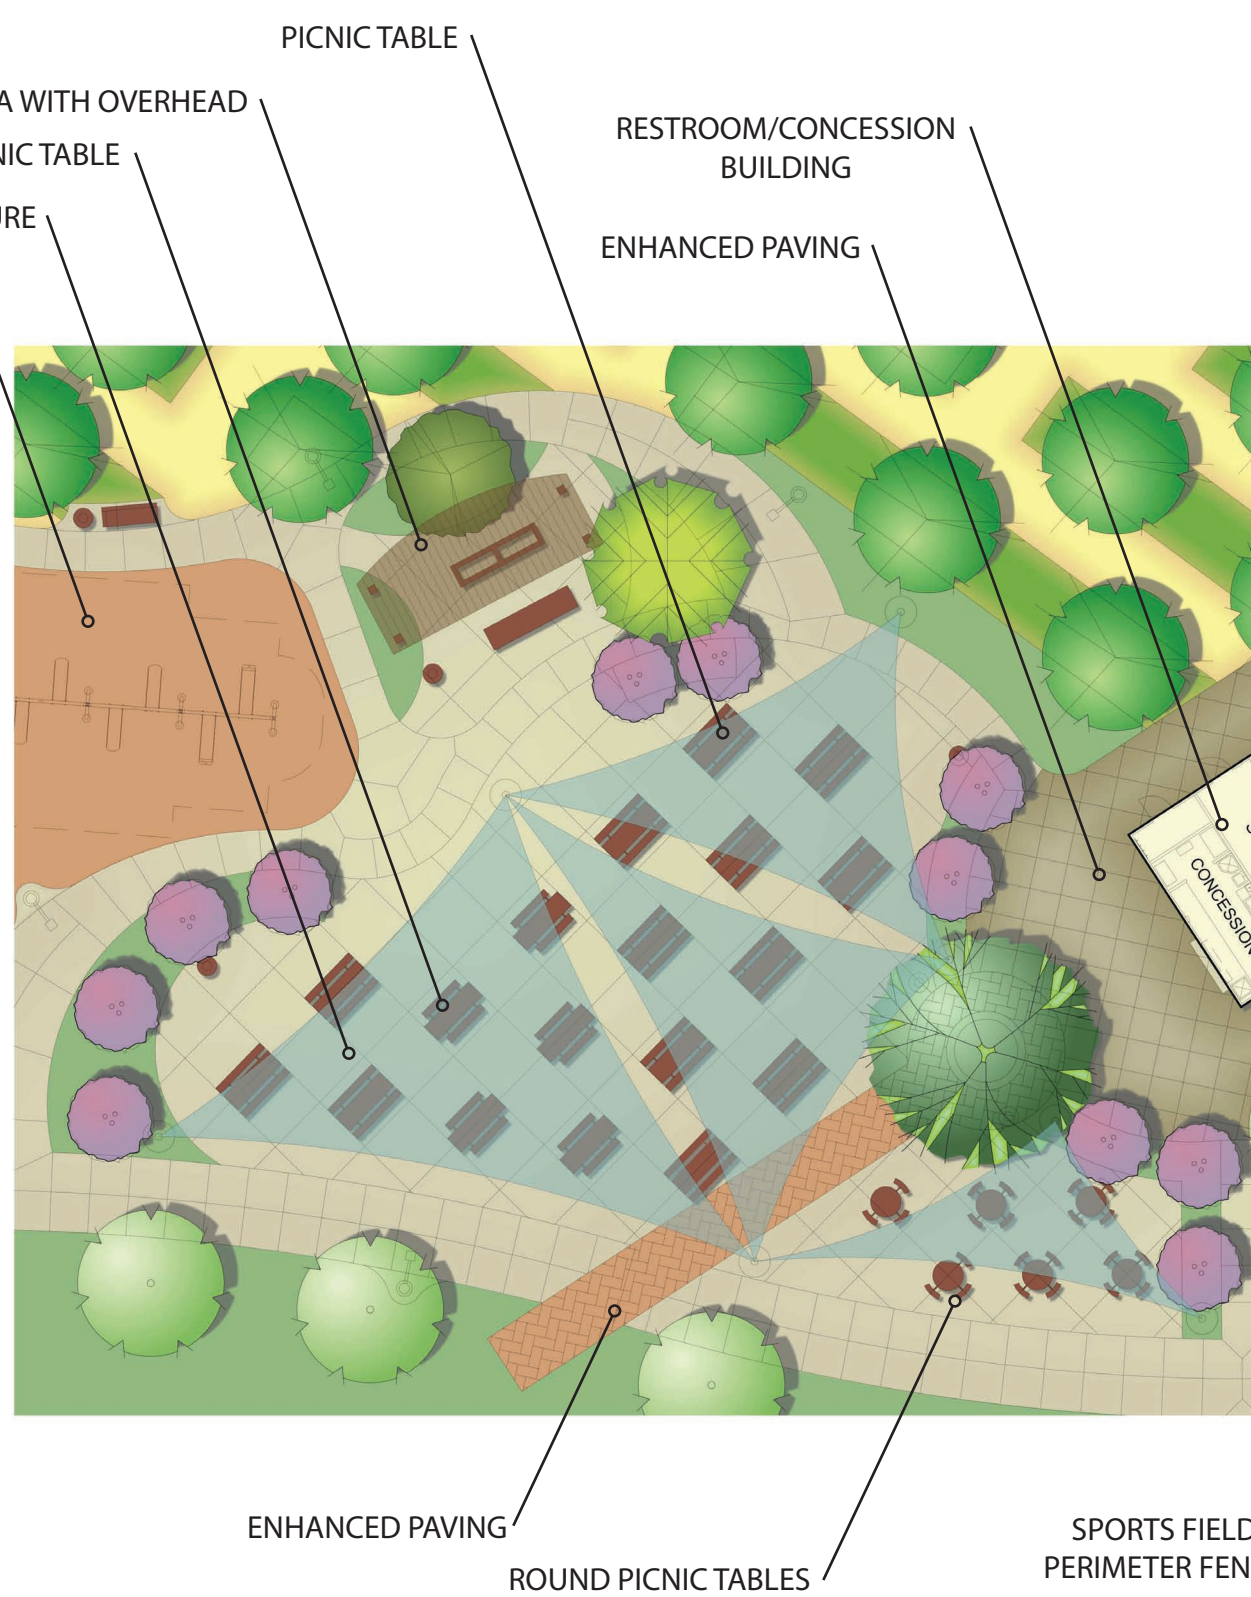 PICNIC TABLE
A WITH OVERHEAD
NIC TABLE
RESTROOM/CONCESSION
BUILDING
URE
ENHANCED PAVING
CONCESSION
ENHANCED PAVING
ROUND PICNIC TABLES
SPORTS FIELD
PERIMETER FEN